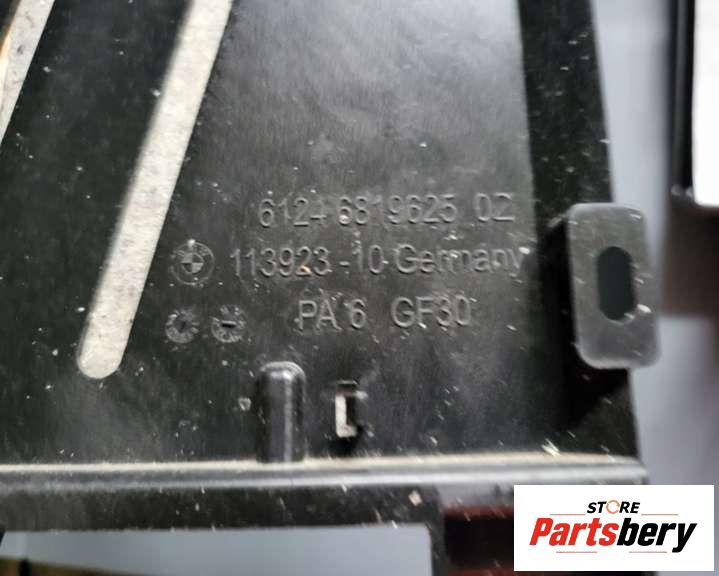 6124 6819625 02
113923-10 Germany
PA 6 GF30
STORE
Partsbery